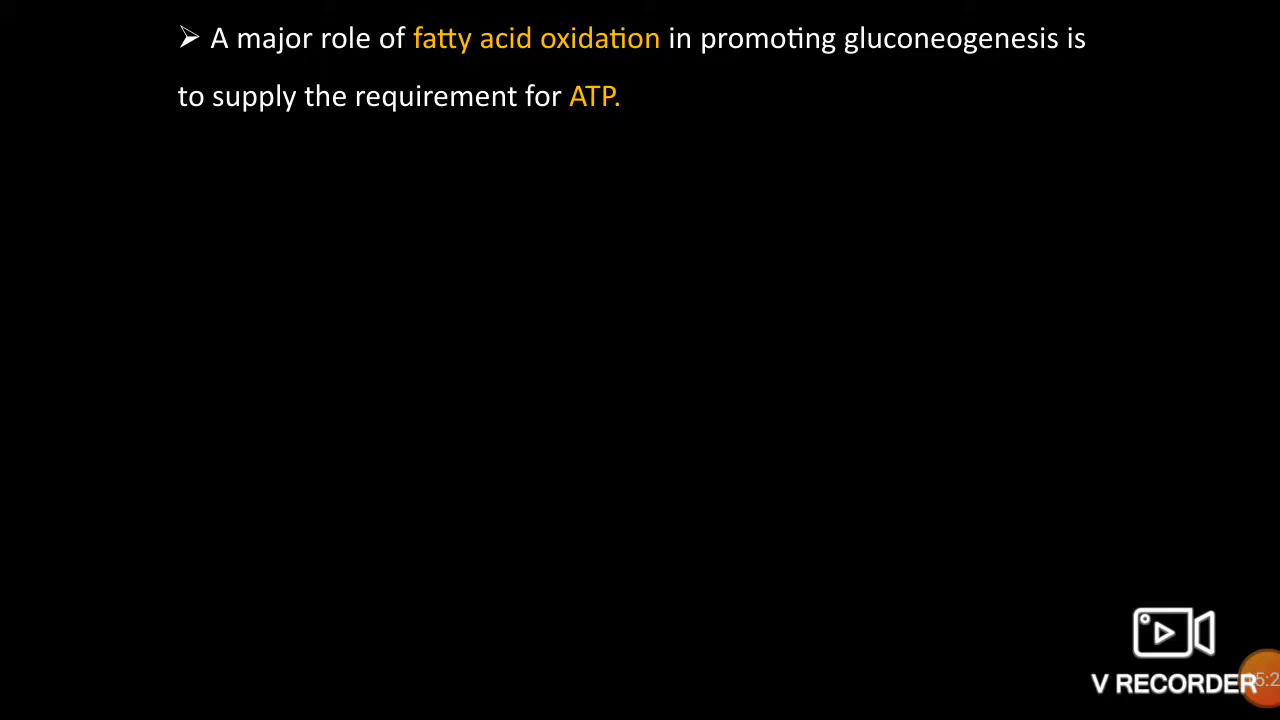 ➢ A major role of fatty acid oxidation in promoting gluconeogenesis is
to supply the requirement for ATP.
V RECORDER